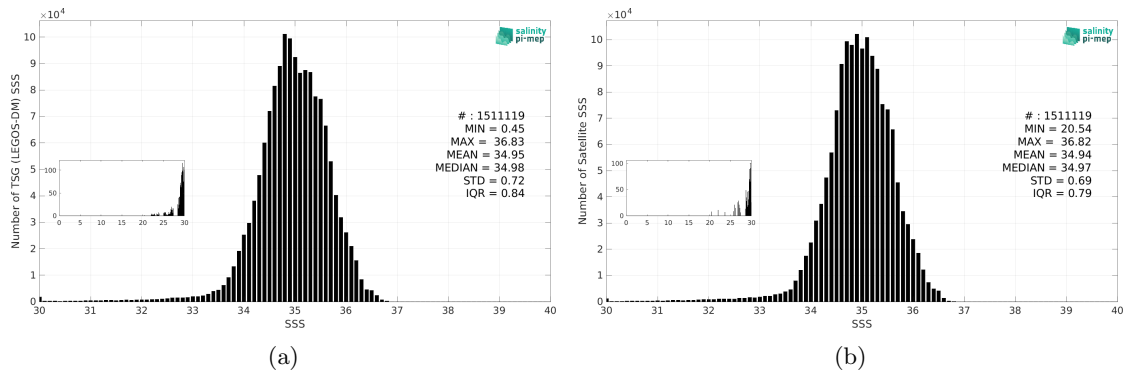 ×10⁴
10
9
8
7
6
5
4
3
2
1
0
Number of TSG (LEGOS-DM) SSS
salinity
pi-mep
# : 1511119
MIN = 0.45
MAX = 36.83
MEAN = 34.95
MEDIAN = 34.98
STD = 0.72
IQR = 0.84
100
50
0
0 5 10 15 20 25 30
30 31 32 33 34 35 36 37 38 39 40
SSS
(a)
×10⁴
10
9
8
7
6
5
4
3
2
1
0
Number of Satellite SSS
salinity
pi-mep
# : 1511119
MIN = 20.54
MAX = 36.82
MEAN = 34.94
MEDIAN = 34.97
STD = 0.69
IQR = 0.79
100
50
0
0 5 10 15 20 25 30
30 31 32 33 34 35 36 37 38 39 40
SSS
(b)